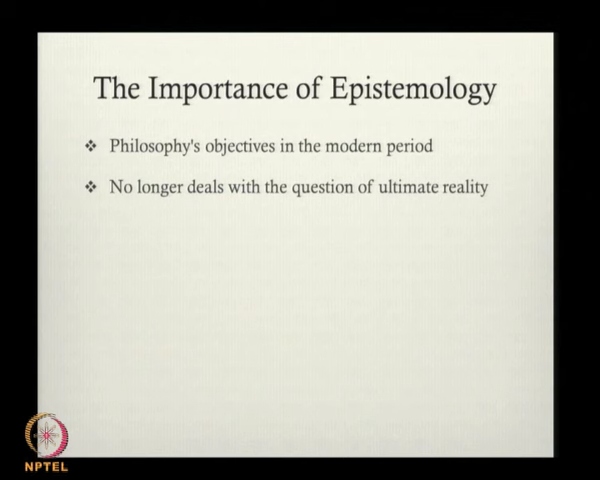 The Importance of Epistemology
❖ Philosophy's objectives in the modern period
❖ No longer deals with the question of ultimate reality
NPTEL